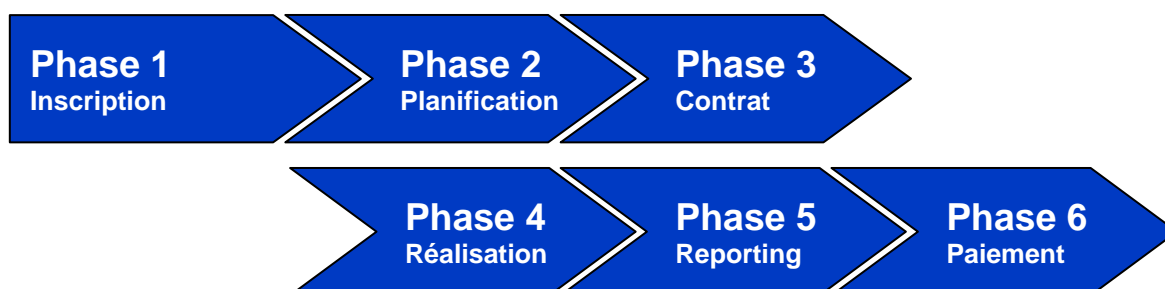 Phase 1
Inscription
Phase 2
Planification
Phase 3
Contrat
Phase 4
Réalisation
Phase 5
Reporting
Phase 6
Paiement